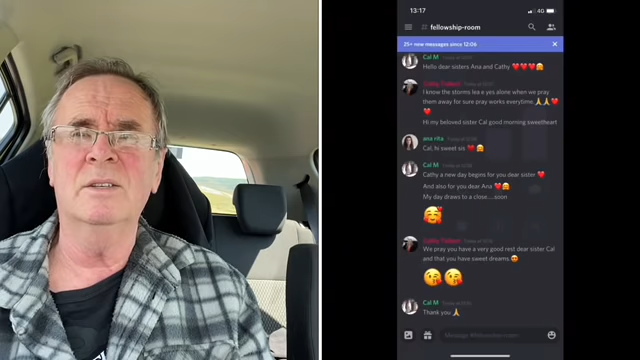 13:17
4G
# fellowship-room
25+ new messages since 12:06
Cal M
Hello dear sisters Ana and Cathy ❤️❤️❤️🤗
I know the storms lea e yes alone when we pray
them away for sure pray works everytime 🙏🙏❤️
❤️
Hi my beloved sister Cal good morning sweetheart
ana rita
Cal, hi sweet sis ❤️🤗
Cal M
Cathy a new day begins for you dear sister ❤️
And also for you dear Ana ❤️🤗
My day draws to a close....soon
🥰
We pray you have a very good rest dear sister Cal
and that you have sweet dreams 😍
😘😘
Cal M
Thank you 🙏
Message #fellowship-room